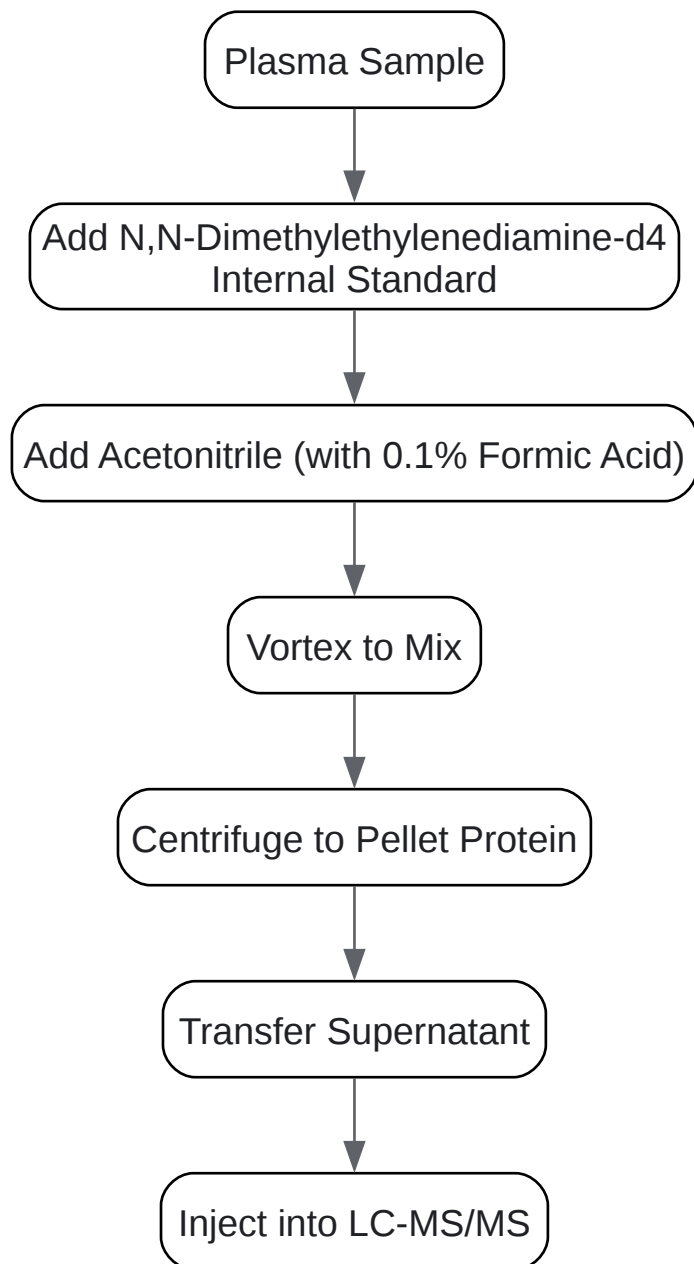 Plasma Sample
Add N,N-Dimethylethylenediamine-d4
Internal Standard
Add Acetonitrile (with 0.1% Formic Acid)
Vortex to Mix
Centrifuge to Pellet Protein
Transfer Supernatant
Inject into LC-MS/MS